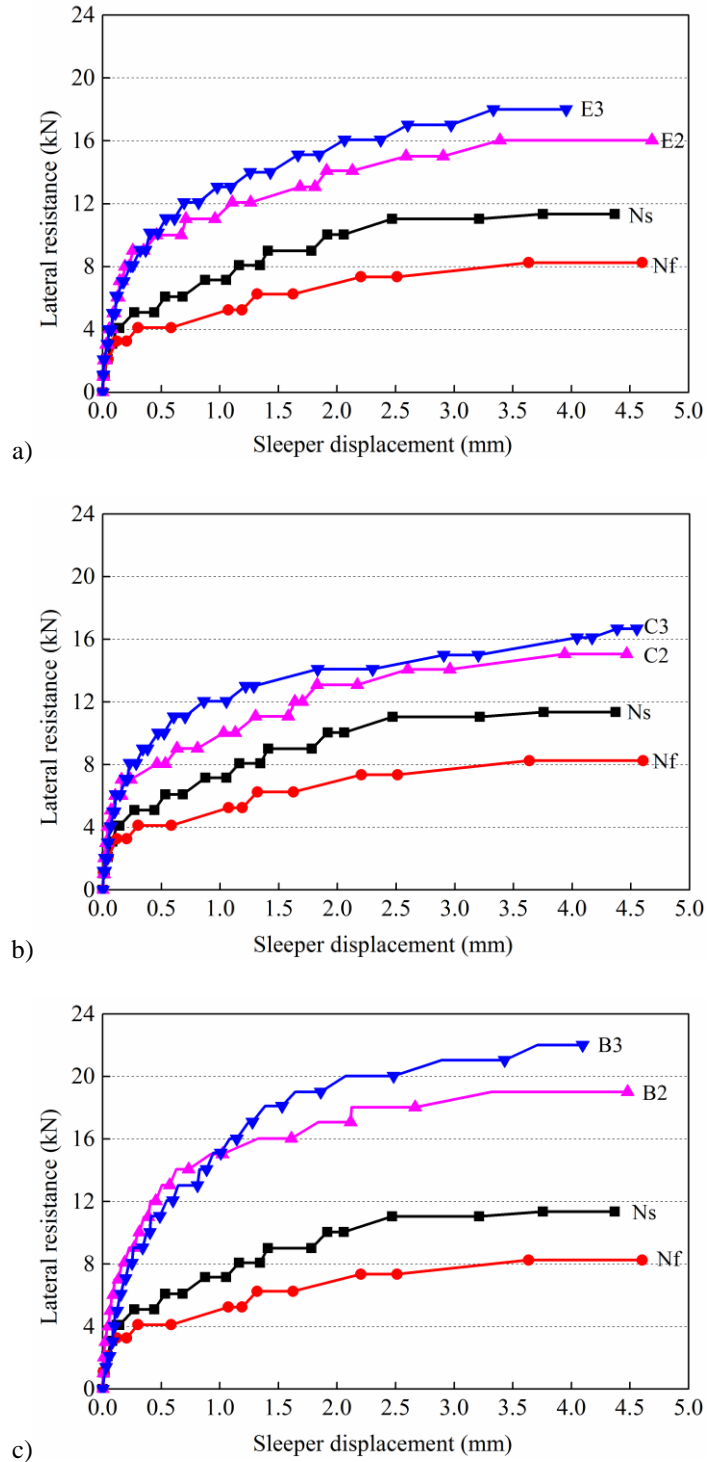 24
20
16
12
8
4
0
Lateral resistance (kN)
E3
E2
Ns
Nf
0.0 0.5 1.0 1.5 2.0 2.5 3.0 3.5 4.0 4.5 5.0
Sleeper displacement (mm)
a)
24
20
16
12
8
4
0
Lateral resistance (kN)
C3
C2
Ns
Nf
0.0 0.5 1.0 1.5 2.0 2.5 3.0 3.5 4.0 4.5 5.0
Sleeper displacement (mm)
b)
24
20
16
12
8
4
0
Lateral resistance (kN)
B3
B2
Ns
Nf
0.0 0.5 1.0 1.5 2.0 2.5 3.0 3.5 4.0 4.5 5.0
Sleeper displacement (mm)
c)